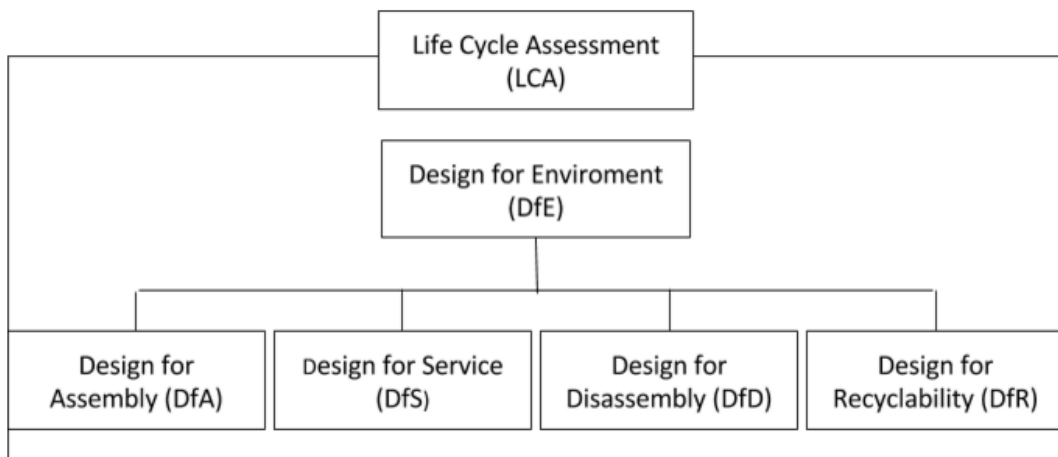 Life Cycle Assessment
(LCA)
Design for Enviroment
(DfE)
Design for
Assembly (DfA)
Design for Service
(DfS)
Design for
Disassembly (DfD)
Design for
Recyclability (DfR)